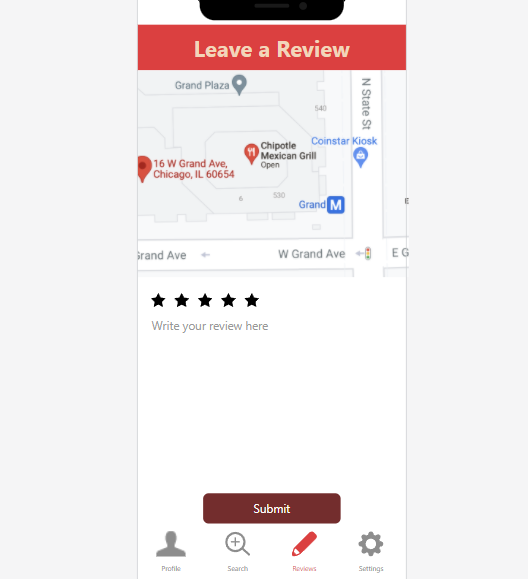 Leave a Review
Grand Plaza
N State St
540
Coinstar Kiosk
Chipotle
Mexican Grill
Open
16 W Grand Ave,
Chicago, IL 60654
6
530
Grand M
Grand Ave
W Grand Ave
E G
Write your review here
Submit
Profile
Search
Reviews
Settings